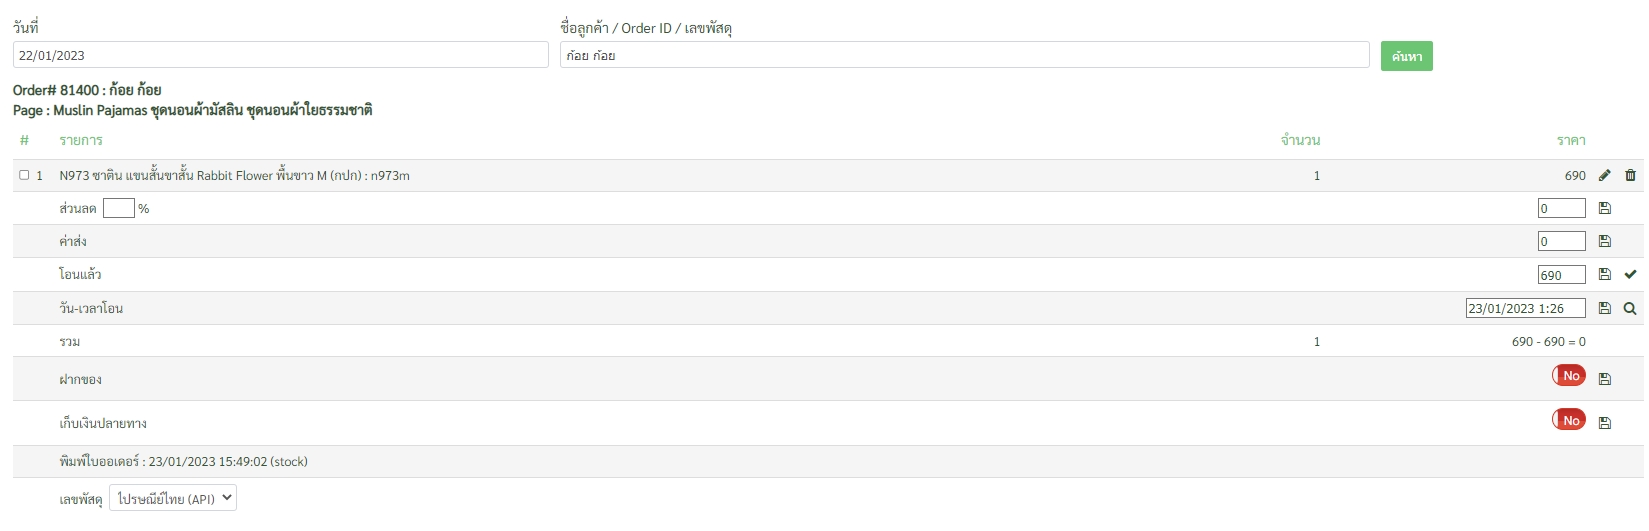 วันที่
ชื่อลูกค้า / Order ID / เลขพัสดุ
22/01/2023
ก้อย ก้อย
ค้นหา
Order# 81400 : ก้อย ก้อย
Page : Muslin Pajamas ชุดนอนผ้ามัสลิน ชุดนอนผ้าใยธรรมชาติ
# รายการ จำนวน ราคา
1 N973 ซาติน แขนสั้นขาสั้น Rabbit Flower พื้นขาว M (กปก) : n973m 1 690
ส่วนลด % 0
ค่าส่ง 0
โอนแล้ว 690
วัน-เวลาโอน 23/01/2023 1:26
รวม 1 690 - 690 = 0
ฝากของ No
เก็บเงินปลายทาง No
พิมพ์ใบออเดอร์ : 23/01/2023 15:49:02 (stock)
เลขพัสดุ ไปรษณีย์ไทย (API)